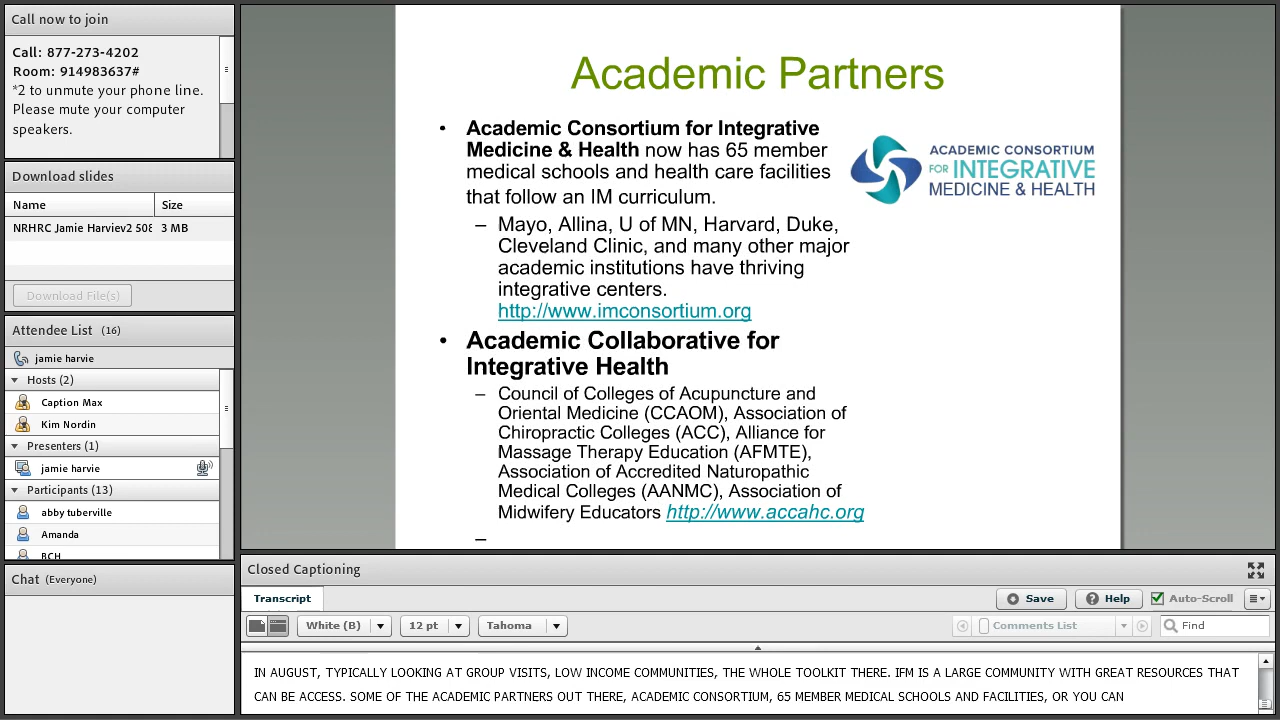 Call now to join
Call: 877-273-4202
Room: 914983637#
*2 to unmute your phone line.
Please mute your computer
speakers.
Download slides
Name Size
NRHRC Jamie Harviev2 508 3 MB
Download File(s)
Attendee List (16)
jamie harvie
Hosts (2)
Caption Max
Kim Nordin
Presenters (1)
jamie harvie
Participants (13)
abby tuberville
Amanda
BCH
Chat (Everyone)
Academic Partners
• Academic Consortium for Integrative
Medicine & Health now has 65 member
medical schools and health care facilities
that follow an IM curriculum.
– Mayo, Allina, U of MN, Harvard, Duke,
Cleveland Clinic, and many other major
academic institutions have thriving
integrative centers.
http://www.imconsortium.org
• Academic Collaborative for
Integrative Health
– Council of Colleges of Acupuncture and
Oriental Medicine (CCAOM), Association of
Chiropractic Colleges (ACC), Alliance for
Massage Therapy Education (AFMTE),
Association of Accredited Naturopathic
Medical Colleges (AANMC), Association of
Midwifery Educators http://www.accahc.org
–
ACADEMIC CONSORTIUM
FOR INTEGRATIVE
MEDICINE & HEALTH
Closed Captioning
Transcript Save Help Auto-Scroll
White (B) 12 pt Tahoma Comments List Find
IN AUGUST, TYPICALLY LOOKING AT GROUP VISITS, LOW INCOME COMMUNITIES, THE WHOLE TOOLKIT THERE. IFM IS A LARGE COMMUNITY WITH GREAT RESOURCES THAT
CAN BE ACCESS. SOME OF THE ACADEMIC PARTNERS OUT THERE, ACADEMIC CONSORTIUM, 65 MEMBER MEDICAL SCHOOLS AND FACILITIES, OR YOU CAN